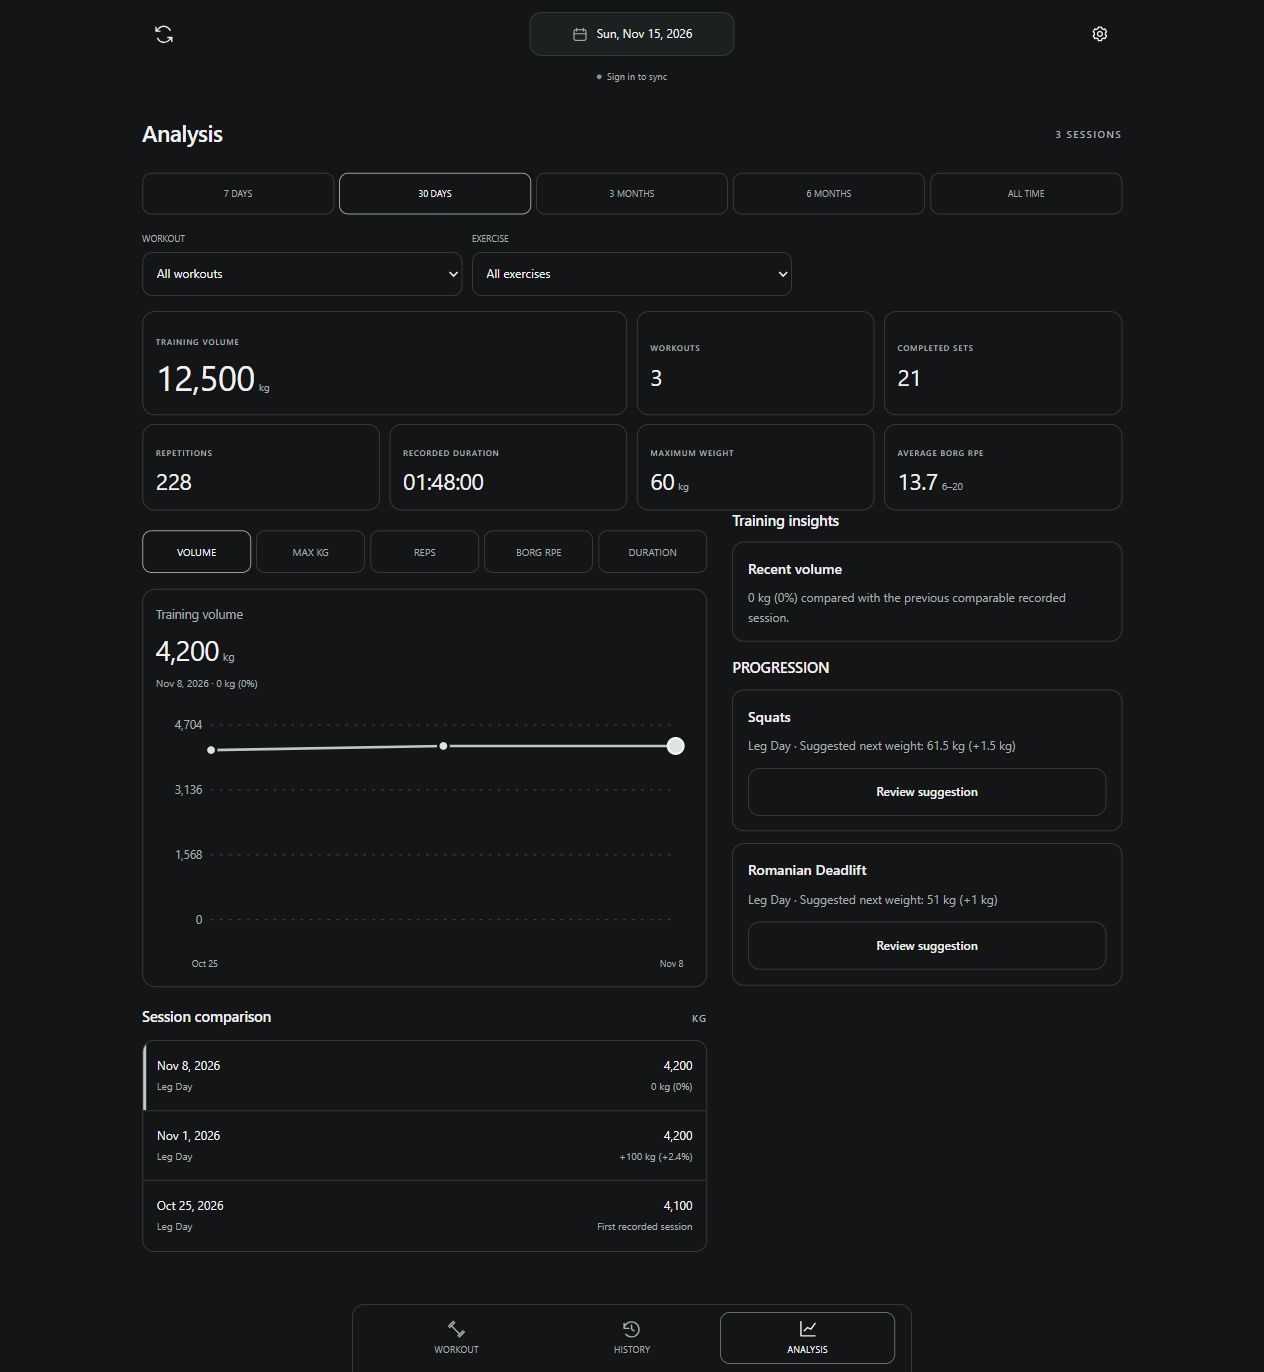 Sun, Nov 15, 2026
Sign in to sync
Analysis
3 SESSIONS
7 DAYS
30 DAYS
3 MONTHS
6 MONTHS
ALL TIME
WORKOUT
EXERCISE
All workouts
All exercises
TRAINING VOLUME
12,500 kg
WORKOUTS
3
COMPLETED SETS
21
REPETITIONS
228
RECORDED DURATION
01:48:00
MAXIMUM WEIGHT
60 kg
AVERAGE BORG RPE
13.7 6–20
VOLUME
MAX KG
REPS
BORG RPE
DURATION
Training volume
4,200 kg
Nov 8, 2026 · 0 kg (0%)
4,704
3,136
1,568
0
Oct 25
Nov 8
Training insights
Recent volume
0 kg (0%) compared with the previous comparable recorded
session.
PROGRESSION
Squats
Leg Day · Suggested next weight: 61.5 kg (+1.5 kg)
Review suggestion
Romanian Deadlift
Leg Day · Suggested next weight: 51 kg (+1 kg)
Review suggestion
Session comparison
KG
Nov 8, 2026
4,200
Leg Day
0 kg (0%)
Nov 1, 2026
4,200
Leg Day
+100 kg (+2.4%)
Oct 25, 2026
4,100
Leg Day
First recorded session
WORKOUT
HISTORY
ANALYSIS